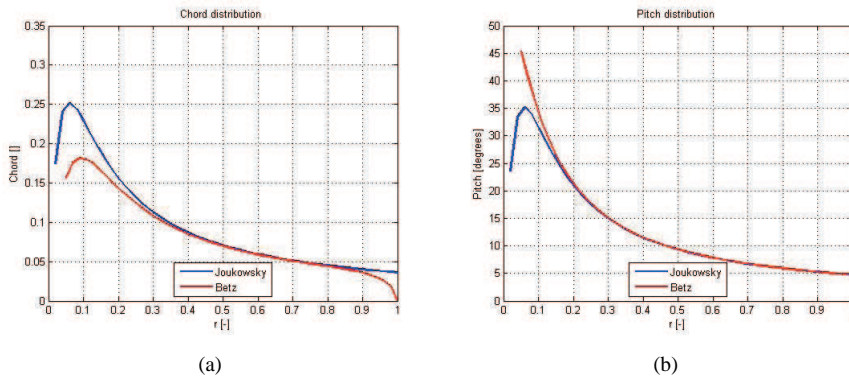 Chord distribution
0.35
0.3
0.25
0.2
0.15
0.1
0.05
0
Chord []
0 0.1 0.2 0.3 0.4 0.5 0.6 0.7 0.8 0.9 1
r [-]
Joukowsky
Betz
(a)
Pitch distribution
50
45
40
35
30
25
20
15
10
5
0
Pitch [degrees]
0 0.1 0.2 0.3 0.4 0.5 0.6 0.7 0.8 0.9
r [-]
Joukowsky
Betz
(b)